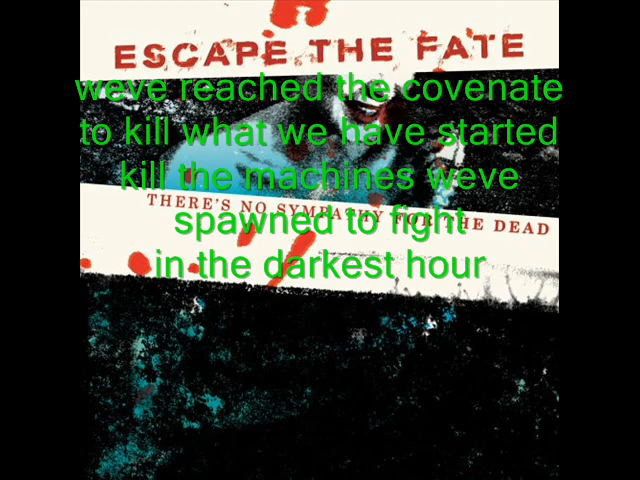 ESCAPE THE FATE
weve reached the covenate
to kill what we have started
kill the machines weve
THERE'S NO SYMPATHY FOR THE DEAD
spawned to fight
in the darkest hour